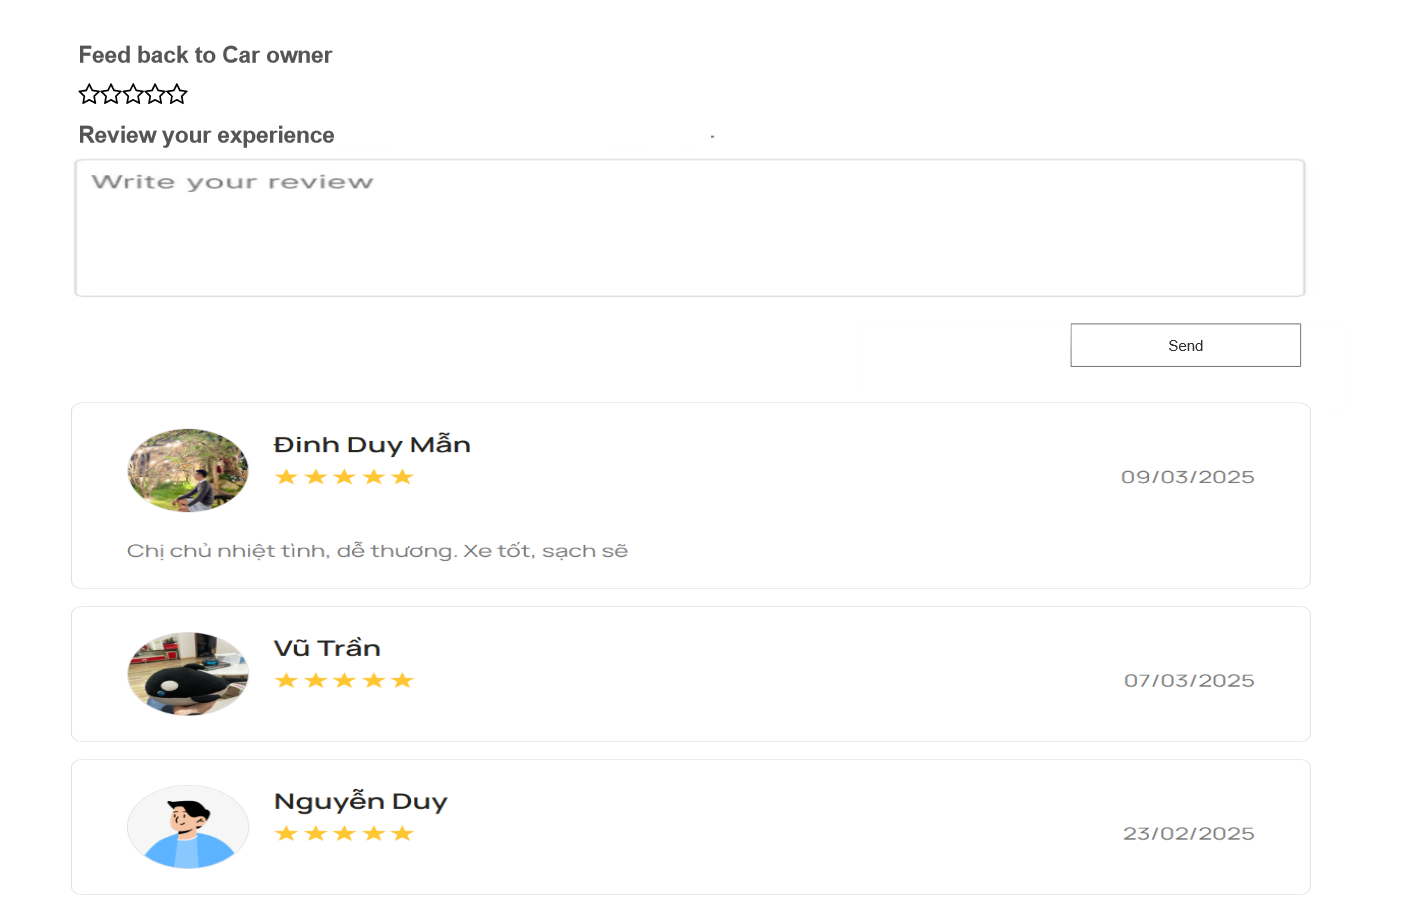 Feed back to Car owner
Review your experience
Write your review
Send
Đinh Duy Mẫn
09/03/2025
Chị chủ nhiệt tình, dễ thương. Xe tốt, sạch sẽ
Vũ Trần
07/03/2025
Nguyễn Duy
23/02/2025